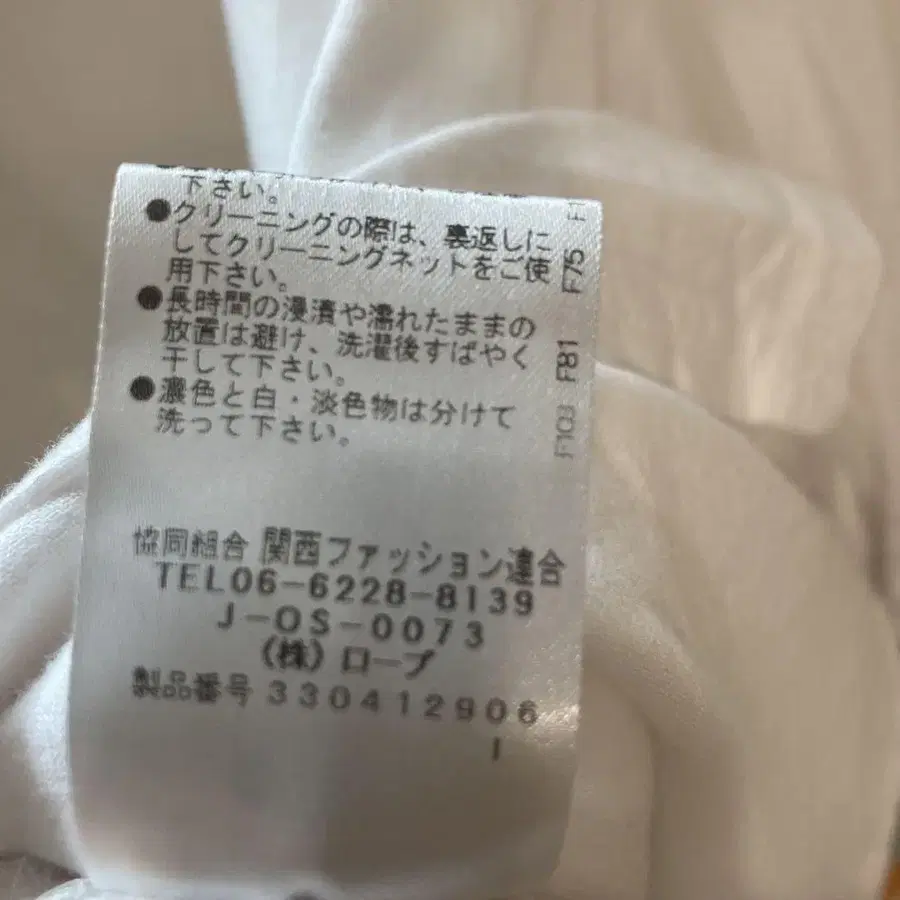 下さい。
●クリーニングの際は、裏返しに
してクリーニングネットをご使
用下さい。
●長時間の浸漬や濡れたままの
放置は避け、洗濯後すばやく
干して下さい。
●濃色と白・淡色物は分けて
洗って下さい。
F75
F81
F103
協同組合 関西ファッション連合
TEL06-6228-8139
J-OS-0073
(株)ロープ
製品番号 330412906
1